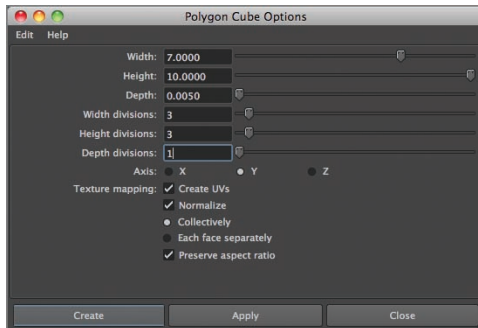 Polygon Cube Options
Edit Help
Width: 7.0000
Height: 10.0000
Depth: 0.0050
Width divisions: 3
Height divisions: 3
Depth divisions: 1
Axis: X Y Z
Texture mapping: Create UVs
Normalize
Collectively
Each face separately
Preserve aspect ratio
Create Apply Close